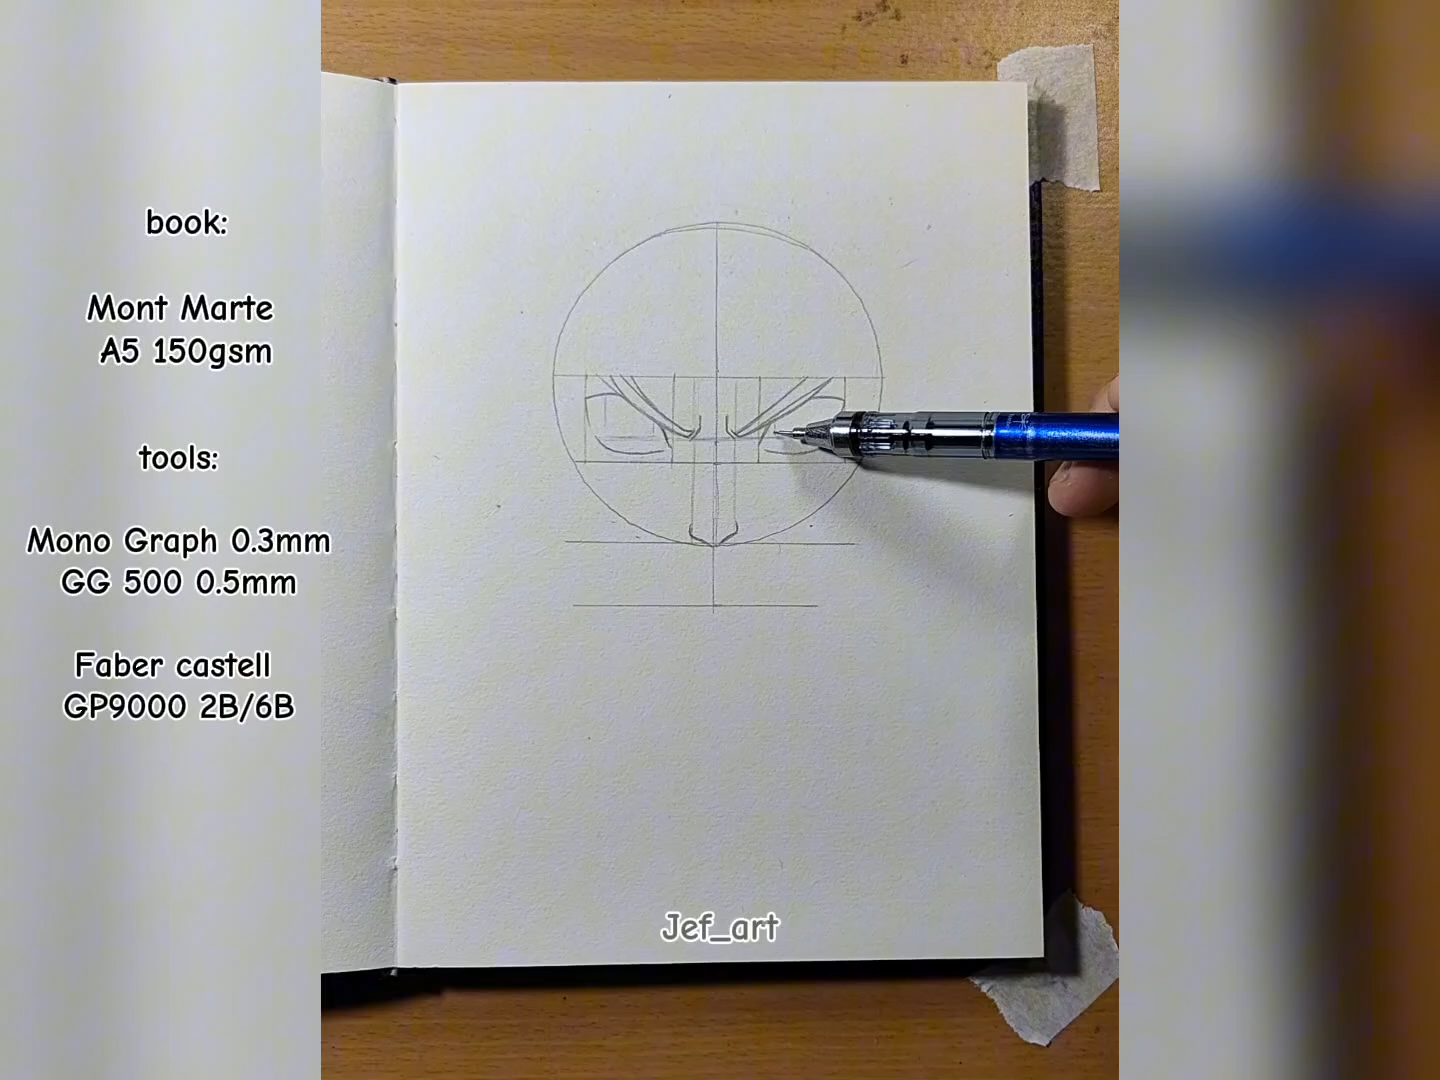 book:
Mont Marte
A5 150gsm
tools:
Mono Graph 0.3mm
GG 500 0.5mm
Faber castell
GP9000 2B/6B
Jef_art